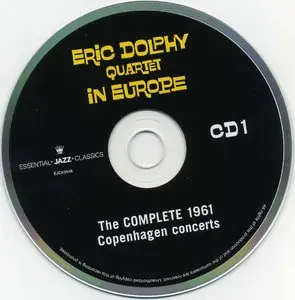 ERIC DOLPHY
QUARTET
IN EUROPE
CD1
ESSENTIAL·JAZZ·CLASSICS
The COMPLETE 1961
Copenhagen concerts